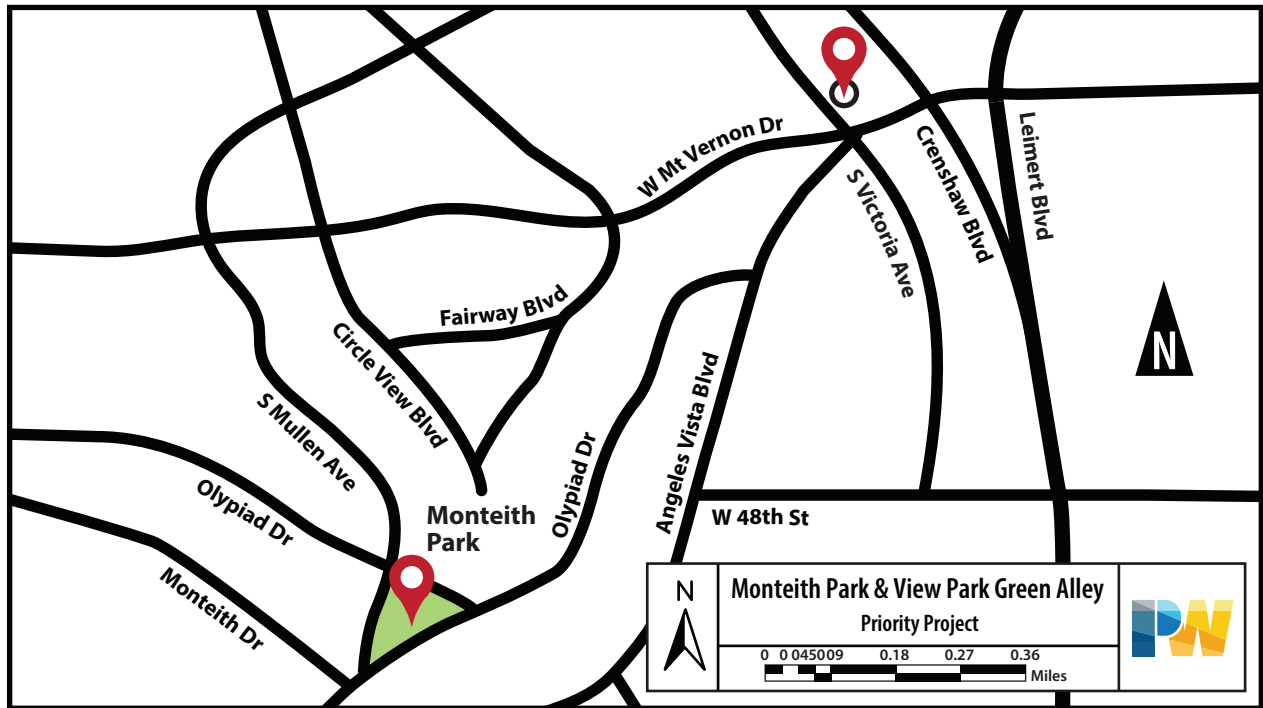 W Mt Vernon Dr
Leimert Blvd
Crenshaw Blvd
S Victoria Ave
Fairway Blvd
Circle View Blvd
N
S Mullen Ave
Angeles Vista Blvd
Olypiad Dr
Olypiad Dr
Monteith
Park
W 48th St
Monteith Dr
N
Monteith Park & View Park Green Alley
Priority Project
0 0 045009 0.18 0.27 0.36
Miles
PW